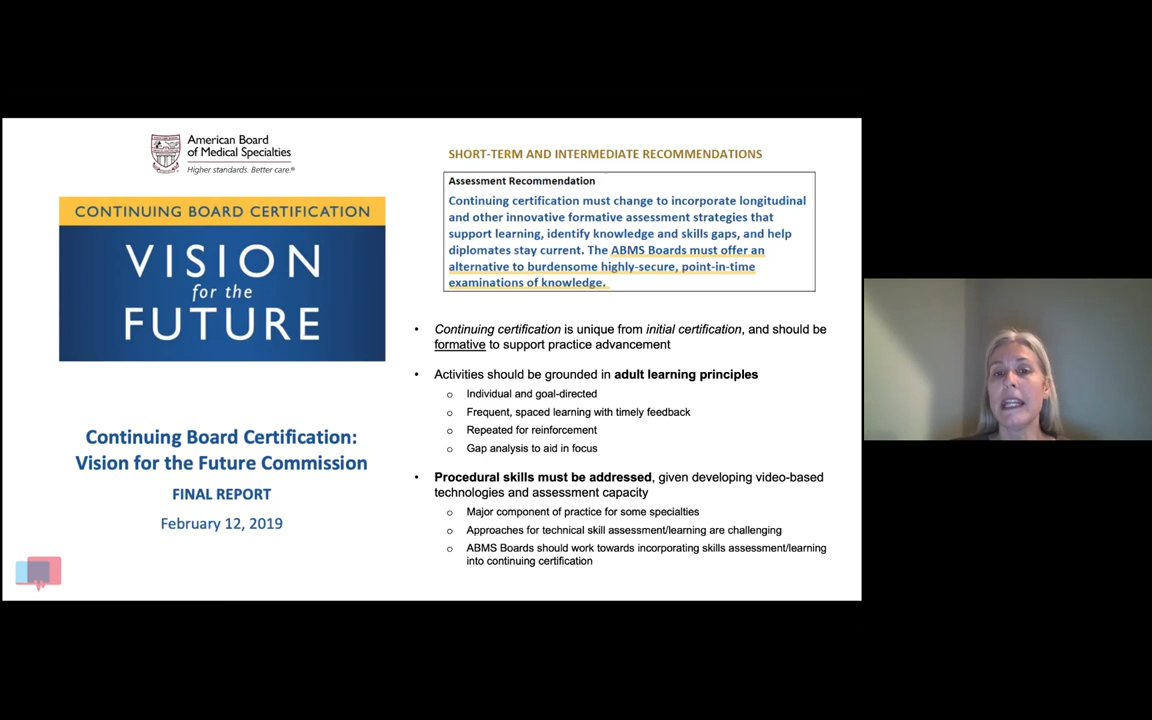 American Board
of Medical Specialties
Higher standards. Better care.®
CONTINUING BOARD CERTIFICATION
VISION
for the
FUTURE
Continuing Board Certification:
Vision for the Future Commission
FINAL REPORT
February 12, 2019
SHORT-TERM AND INTERMEDIATE RECOMMENDATIONS
Assessment Recommendation
Continuing certification must change to incorporate longitudinal
and other innovative formative assessment strategies that
support learning, identify knowledge and skills gaps, and help
diplomates stay current. The ABMS Boards must offer an
alternative to burdensome highly-secure, point-in-time
examinations of knowledge.
• Continuing certification is unique from initial certification, and should be
formative to support practice advancement
• Activities should be grounded in adult learning principles
o Individual and goal-directed
o Frequent, spaced learning with timely feedback
o Repeated for reinforcement
o Gap analysis to aid in focus
• Procedural skills must be addressed, given developing video-based
technologies and assessment capacity
o Major component of practice for some specialties
o Approaches for technical skill assessment/learning are challenging
o ABMS Boards should work towards incorporating skills assessment/learning
into continuing certification